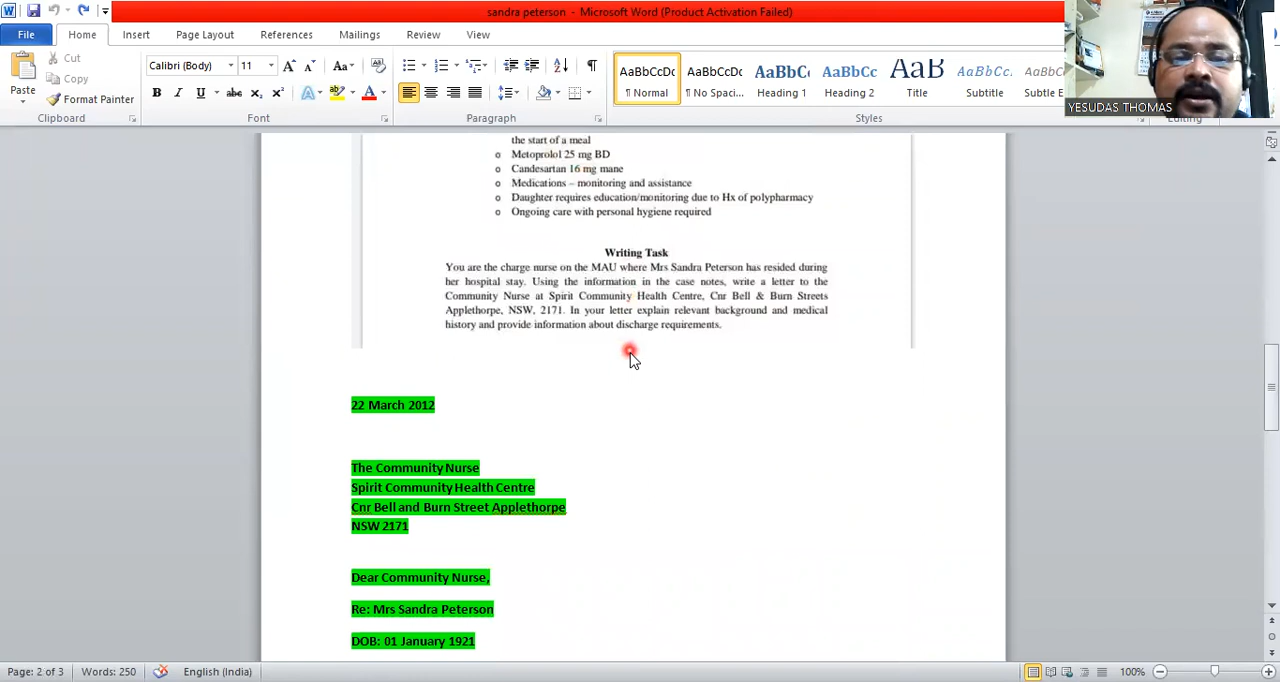 sandra peterson - Microsoft Word (Product Activation Failed)
File Home Insert Page Layout References Mailings Review View
Cut
Copy
Format Painter
Paste
Calibri (Body) 11
AaBbCcDc AaBbCcDc AaBbC AaBbCc AaB AaBbCc. AaBbCc
¶ Normal ¶ No Spaci... Heading 1 Heading 2 Title Subtitle Subtle E
Clipboard Font Paragraph Styles Editing
YESUDAS THOMAS
the start of a meal
o Metoprolol 25 mg BD
o Candesartan 16 mg mane
o Medications – monitoring and assistance
o Daughter requires education/monitoring due to Hx of polypharmacy
o Ongoing care with personal hygiene required
Writing Task
You are the charge nurse on the MAU where Mrs Sandra Peterson has resided during
her hospital stay. Using the information in the case notes, write a letter to the
Community Nurse at Spirit Community Health Centre, Cnr Bell & Burn Streets
Applethorpe, NSW, 2171. In your letter explain relevant background and medical
history and provide information about discharge requirements.
22 March 2012
The Community Nurse
Spirit Community Health Centre
Cnr Bell and Burn Street Applethorpe
NSW 2171
Dear Community Nurse,
Re: Mrs Sandra Peterson
DOB: 01 January 1921
Page: 2 of 3 Words: 250 English (India) 100%